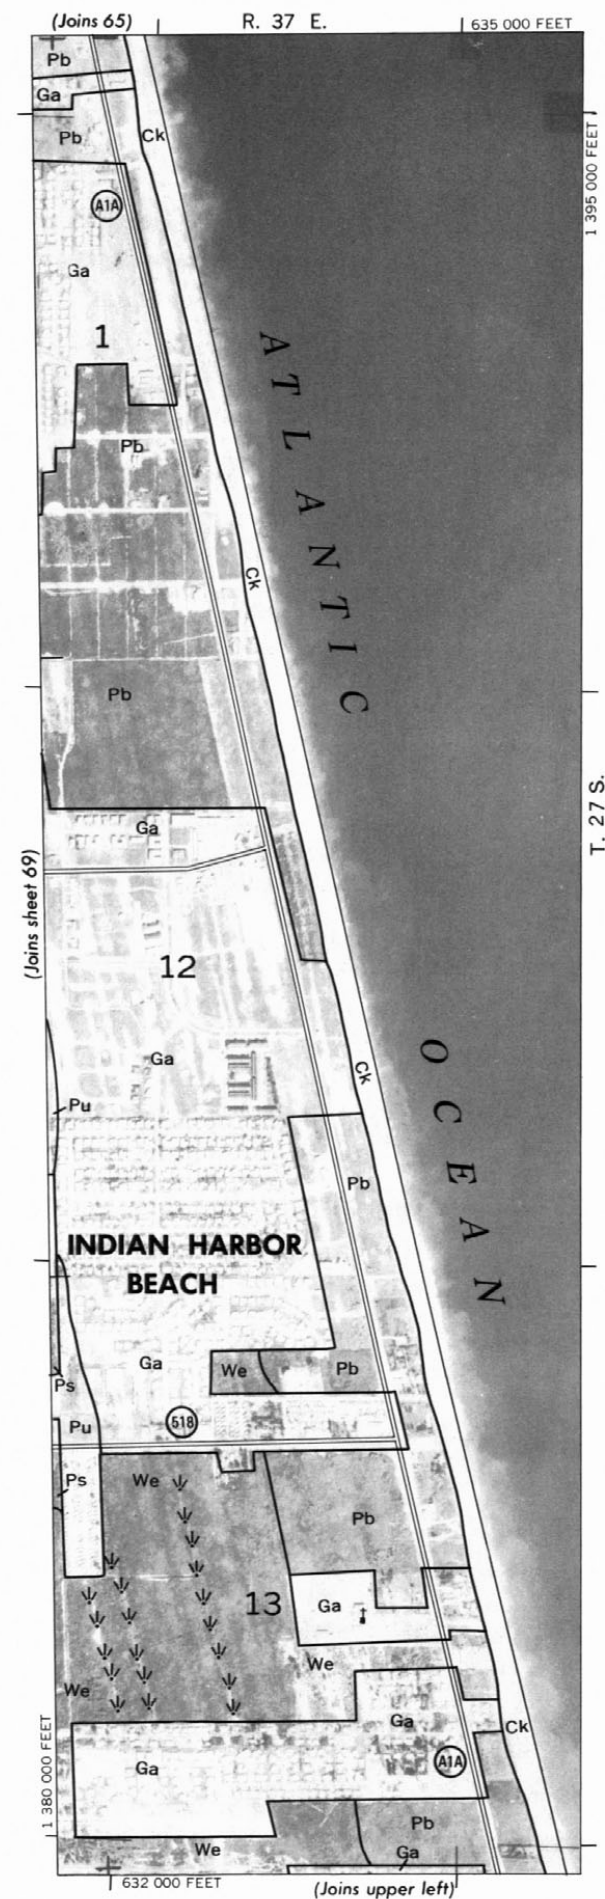 (Joins 65)
R. 37 E.
635 000 FEET
Pb
Ga
Pb
Ck
1 395 000 FEET
A1A
Ga
1
ATLANTIC
Pb
Ck
Pb
T. 27 S.
Ga
(Joins sheet 69)
12
OCEAN
Ga
Ck
Pu
Pb
INDIAN HARBOR
BEACH
Ga
We
Pb
Ps
518
Pu
Ps
We
Pb
13
Ga
We
We
Ga
Ck
1 380 000 FEET
Ga
A1A
Pb
We
Ga
632 000 FEET
(Joins upper left)